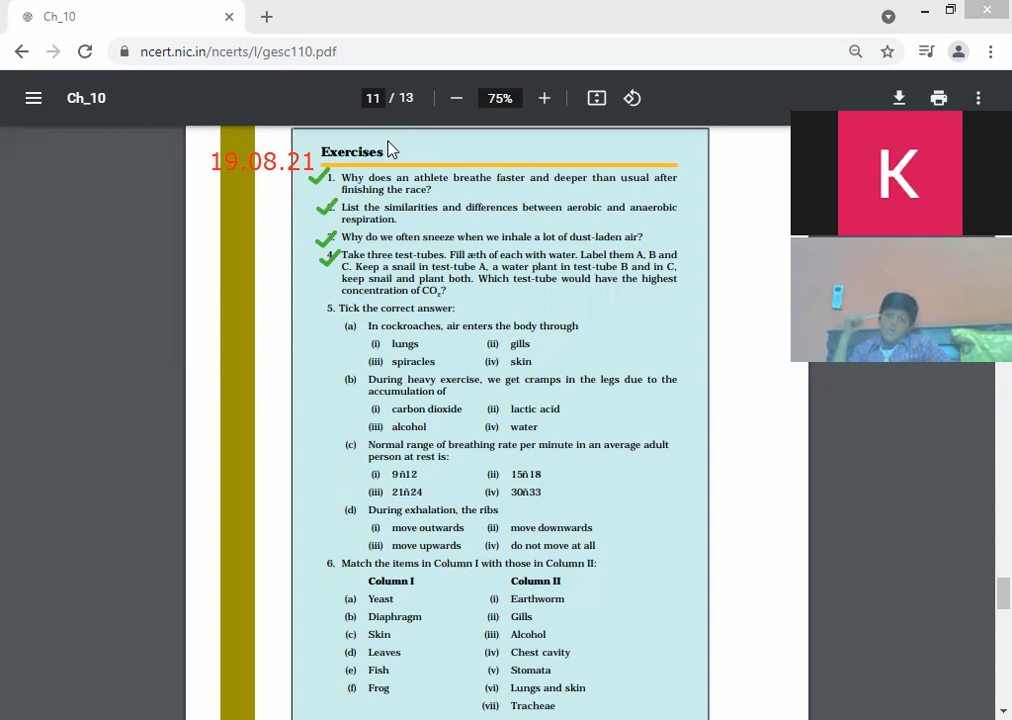 Ch_10
ncert.nic.in/ncerts/l/gesc110.pdf
Ch_10
11 / 13
75%
19.08.21
Exercises
K
1. Why does an athlete breathe faster and deeper than usual after
finishing the race?
2. List the similarities and differences between aerobic and anaerobic
respiration.
3. Why do we often sneeze when we inhale a lot of dust-laden air?
4. Take three test-tubes. Fill æth of each with water. Label them A, B and
C. Keep a snail in test-tube A, a water plant in test-tube B and in C,
keep snail and plant both. Which test-tube would have the highest
concentration of CO₂?
5. Tick the correct answer:
(a) In cockroaches, air enters the body through
(i) lungs (ii) gills
(iii) spiracles (iv) skin
(b) During heavy exercise, we get cramps in the legs due to the
accumulation of
(i) carbon dioxide (ii) lactic acid
(iii) alcohol (iv) water
(c) Normal range of breathing rate per minute in an average adult
person at rest is:
(i) 9ñ12 (ii) 15ñ18
(iii) 21ñ24 (iv) 30ñ33
(d) During exhalation, the ribs
(i) move outwards (ii) move downwards
(iii) move upwards (iv) do not move at all
6. Match the items in Column I with those in Column II:
Column I Column II
(a) Yeast (i) Earthworm
(b) Diaphragm (ii) Gills
(c) Skin (iii) Alcohol
(d) Leaves (iv) Chest cavity
(e) Fish (v) Stomata
(f) Frog (vi) Lungs and skin
(vii) Tracheae